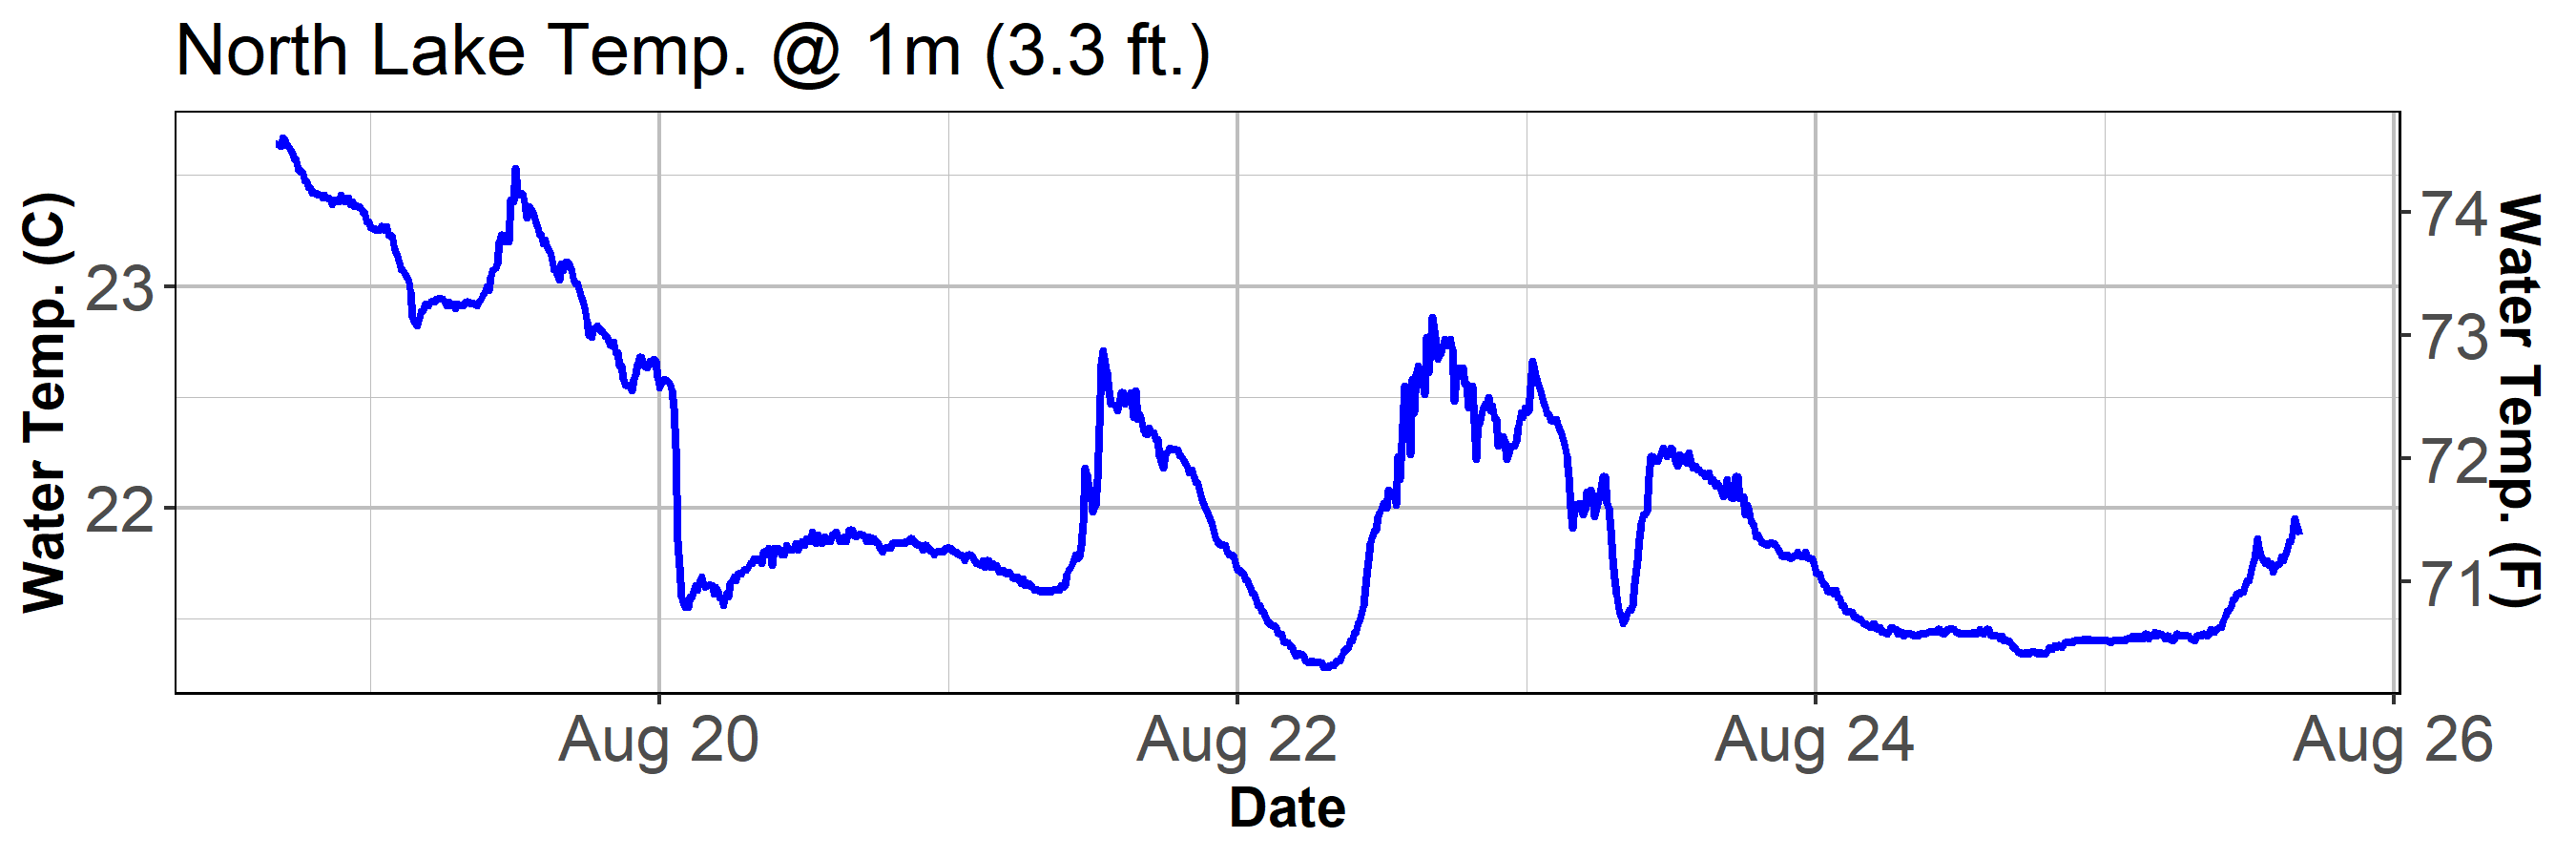 North Lake Temp. @ 1m (3.3 ft.)
Water Temp. (C)
23
22
74
73
72
71
Water Temp. (F)
Aug 20
Aug 22
Aug 24
Aug 26
Date